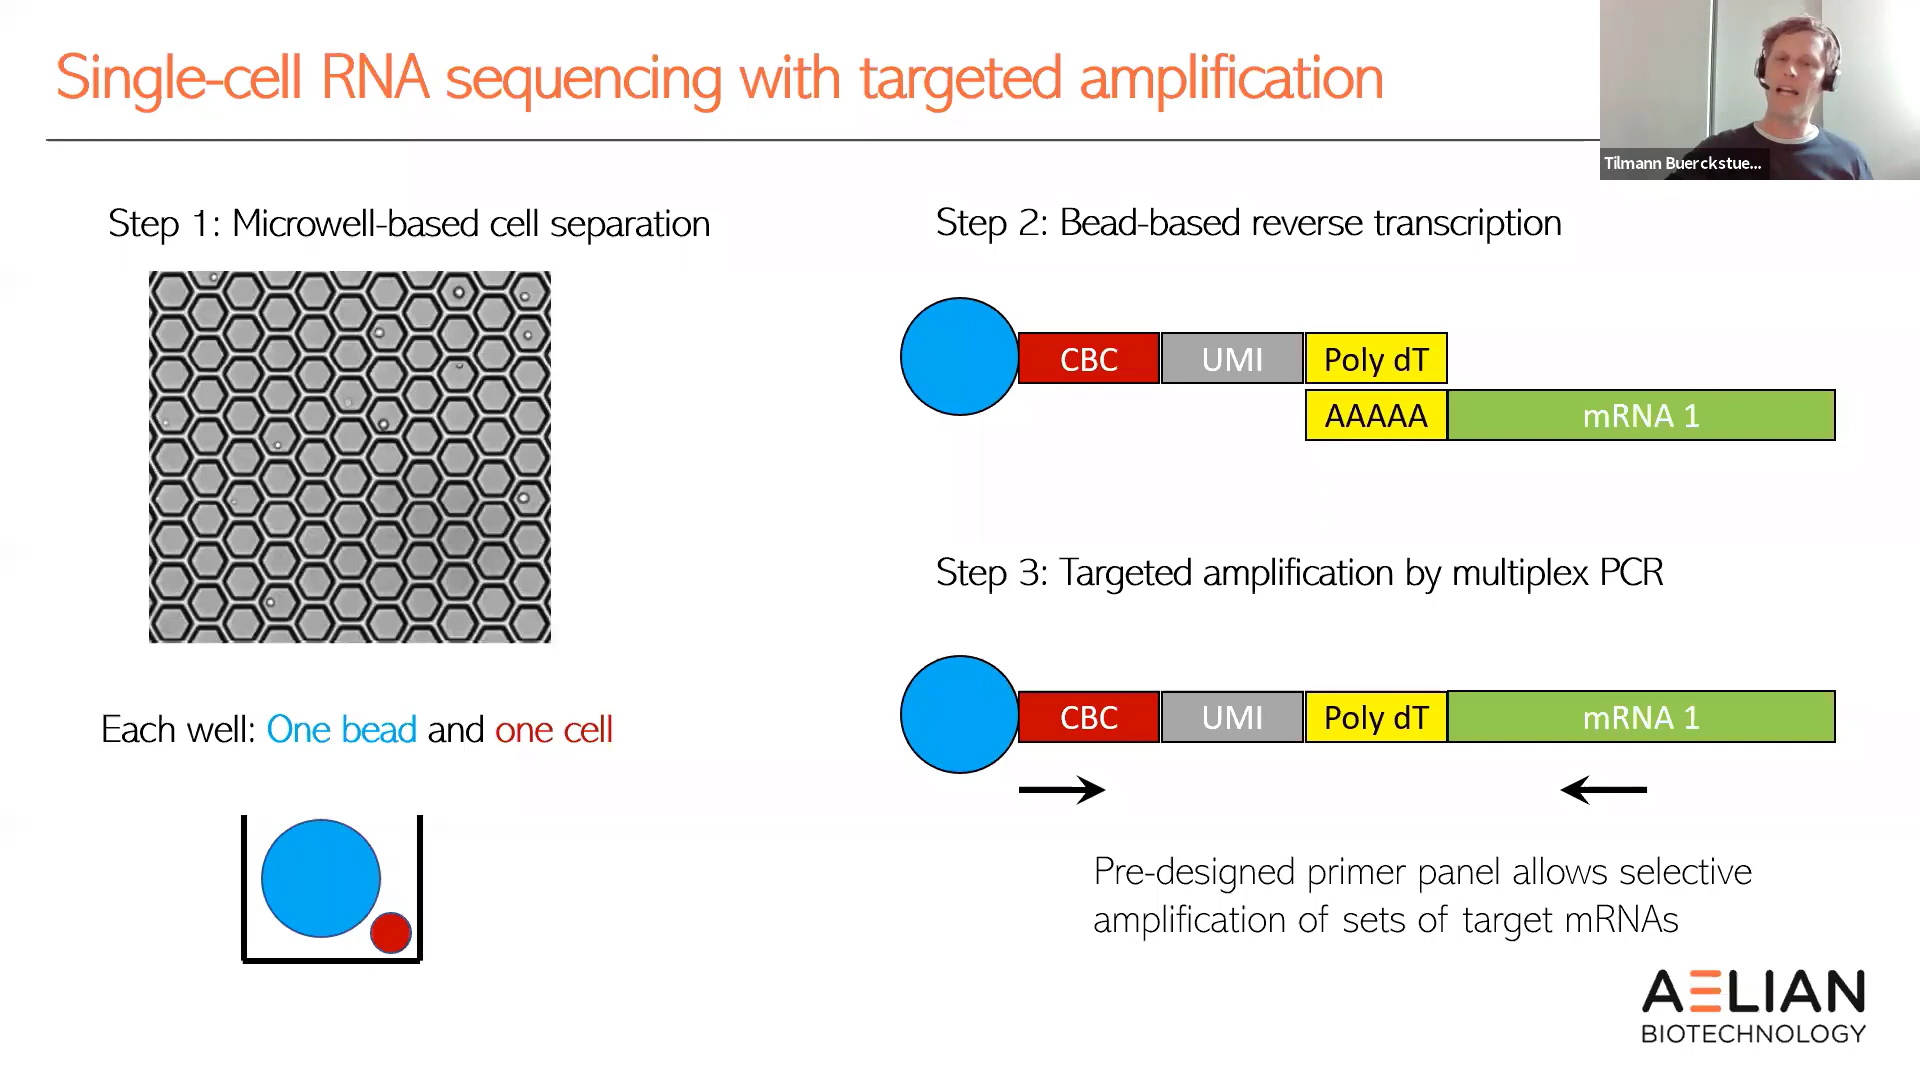 Single-cell RNA sequencing with targeted amplification
Tilmann Buerckstue...
Step 1: Microwell-based cell separation
Each well: One bead and one cell
Step 2: Bead-based reverse transcription
CBC UMI Poly dT
AAAAA mRNA 1
Step 3: Targeted amplification by multiplex PCR
CBC UMI Poly dT mRNA 1
Pre-designed primer panel allows selective
amplification of sets of target mRNAs
AELIAN
BIOTECHNOLOGY